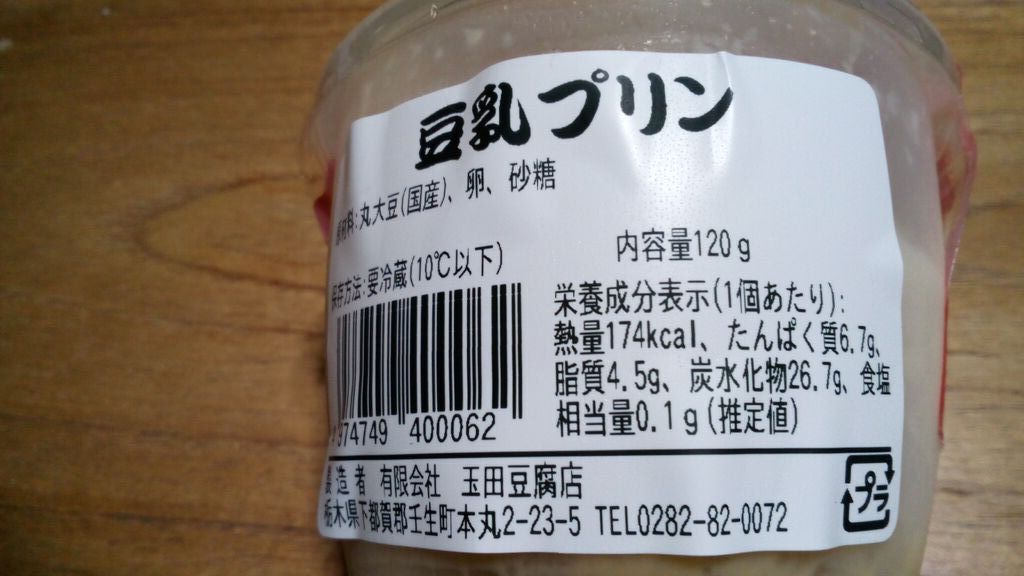 豆乳プリン
原材料:丸大豆(国産)、卵、砂糖
内容量120g
保存方法:要冷蔵(10℃以下)
栄養成分表示(1個あたり):
熱量174kcal、たんぱく質6.7g、
脂質4.5g、炭水化物26.7g、食塩
相当量0.1g(推定値)
974749 400062
製造者 有限会社 玉田豆腐店
栃木県下都賀郡壬生町本丸2-23-5 TEL0282-82-0072
プラ